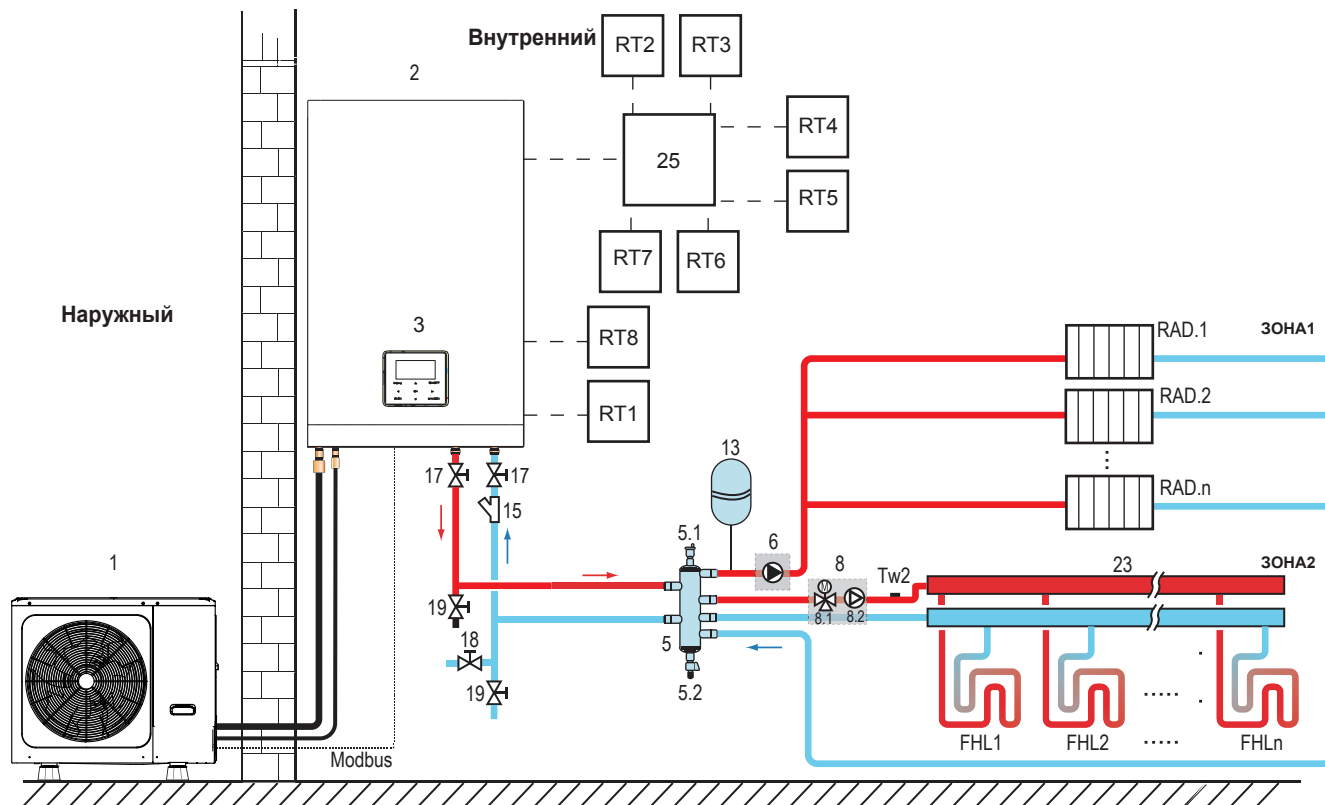 Внутренний
RT2
RT3
2
RT4
25
RT5
RT7
RT6
Наружный
3
RT8
RT1
RAD.1
ЗОНА1
RAD.2
13
17
17
15
RAD.n
5.1
6
1
8
Tw2
23
ЗОНА2
M
19
8.1
8.2
18
5
19
5.2
FHL1
FHL2
FHLn
Modbus